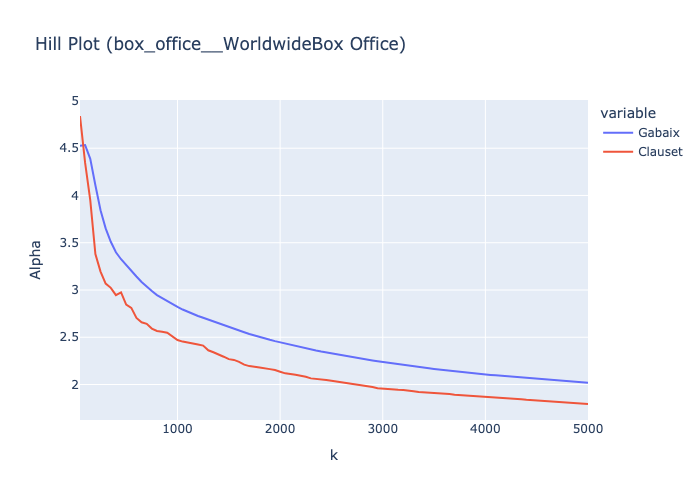 Hill Plot (box_office__WorldwideBox Office)
variable
Gabaix
Clauset
Alpha
5
4.5
4
3.5
3
2.5
2
1000
2000
3000
4000
5000
k